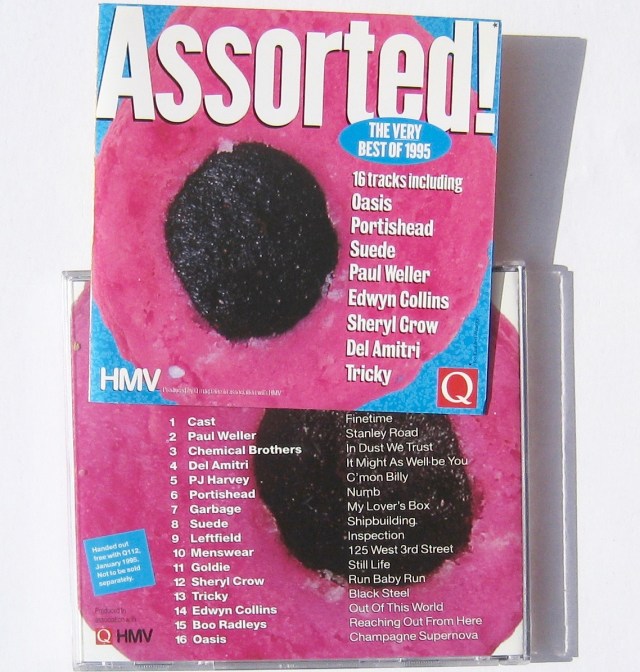 Assorted!
THE VERY
BEST OF 1995
16 tracks including
Oasis
Portishead
Suede
Paul Weller
Edwyn Collins
Sheryl Crow
Del Amitri
Tricky
HMV
Q
1 Cast Finetime
2 Paul Weller Stanley Road
3 Chemical Brothers In Dust We Trust
4 Del Amitri It Might As Well be You
5 PJ Harvey C'mon Billy
6 Portishead Numb
7 Garbage My Lover's Box
8 Suede Shipbuilding
9 Leftfield Inspection
10 Menswear 125 West 3rd Street
11 Goldie Still Life
12 Sheryl Crow Run Baby Run
13 Tricky Black Steel
14 Edwyn Collins Out Of This World
15 Boo Radleys Reaching Out From Here
16 Oasis Champagne Supernova
Handed out
free with Q112,
January 1995.
Not to be sold
separately.
Produced in
Q HMV